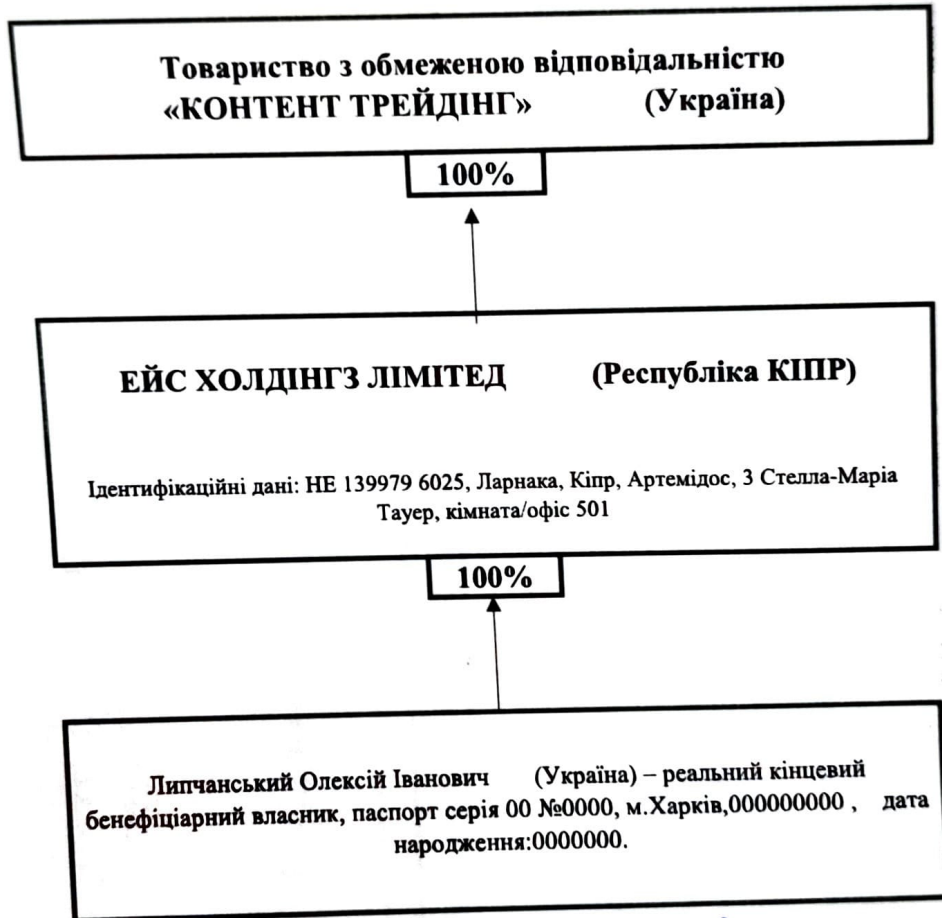 Товариство з обмеженою відповідальністю
«КОНТЕНТ ТРЕЙДІНГ» (Україна)
100%
ЕЙС ХОЛДІНГЗ ЛІМІТЕД (Республіка КІПР)
Ідентифікаційні дані: НЕ 139979 6025, Ларнака, Кіпр, Артемідос, 3 Стелла-Маріа
Тауер, кімната/офіс 501
100%
Липчанський Олексій Іванович (Україна) – реальний кінцевий
бенефіціарний власник, паспорт серія 00 №0000, м.Харків,000000000 , дата
народження:0000000.